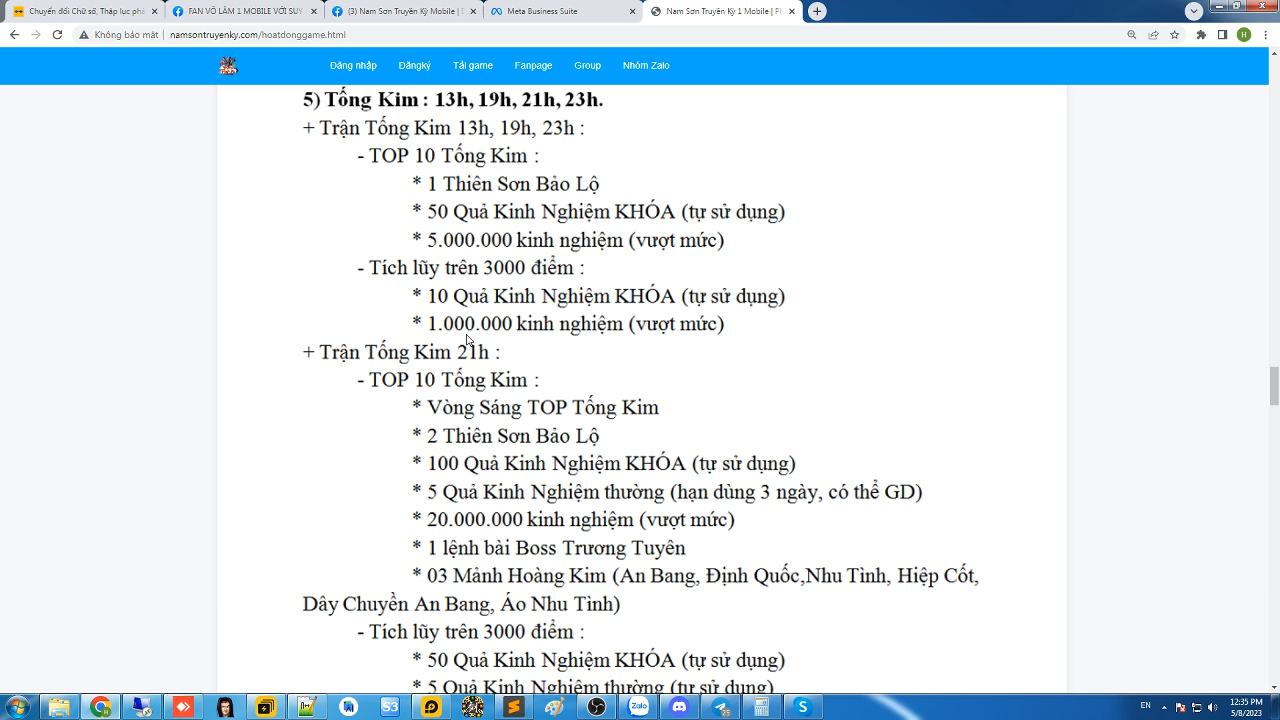 Chuyển đổi Chữ số, Thập lục phâ
FAN VÕ LÂM 1 MOBILE VỚI SUY
(3) Nam Sơn Truyền Kỳ Mobile |
Meta Business Suite
Nam Sơn Truyền Kỳ 1 Mobile | Ph
Không bảo mật | namsontruyenky.com/hoatdonggame.html
H
Đăng nhập
Đăngký
Tải game
Fanpage
Group
Nhóm Zalo
5) Tống Kim : 13h, 19h, 21h, 23h.
+ Trận Tống Kim 13h, 19h, 23h :
- TOP 10 Tống Kim :
* 1 Thiên Sơn Bảo Lộ
* 50 Quả Kinh Nghiệm KHÓA (tự sử dụng)
* 5.000.000 kinh nghiệm (vượt mức)
- Tích lũy trên 3000 điểm :
* 10 Quả Kinh Nghiệm KHÓA (tự sử dụng)
* 1.000.000 kinh nghiệm (vượt mức)
+ Trận Tống Kim 21h :
- TOP 10 Tống Kim :
* Vòng Sáng TOP Tống Kim
* 2 Thiên Sơn Bảo Lộ
* 100 Quả Kinh Nghiệm KHÓA (tự sử dụng)
* 5 Quả Kinh Nghiệm thường (hạn dùng 3 ngày, có thể GD)
* 20.000.000 kinh nghiệm (vượt mức)
* 1 lệnh bài Boss Trương Tuyên
* 03 Mảnh Hoàng Kim (An Bang, Định Quốc,Nhu Tình, Hiệp Cốt,
Dây Chuyền An Bang, Áo Nhu Tình)
- Tích lũy trên 3000 điểm :
* 50 Quả Kinh Nghiệm KHÓA (tự sử dụng)
* 5 Quả Kinh Nghiệm thường (tự sử dụng)
EN
12:35 PM
5/8/2023